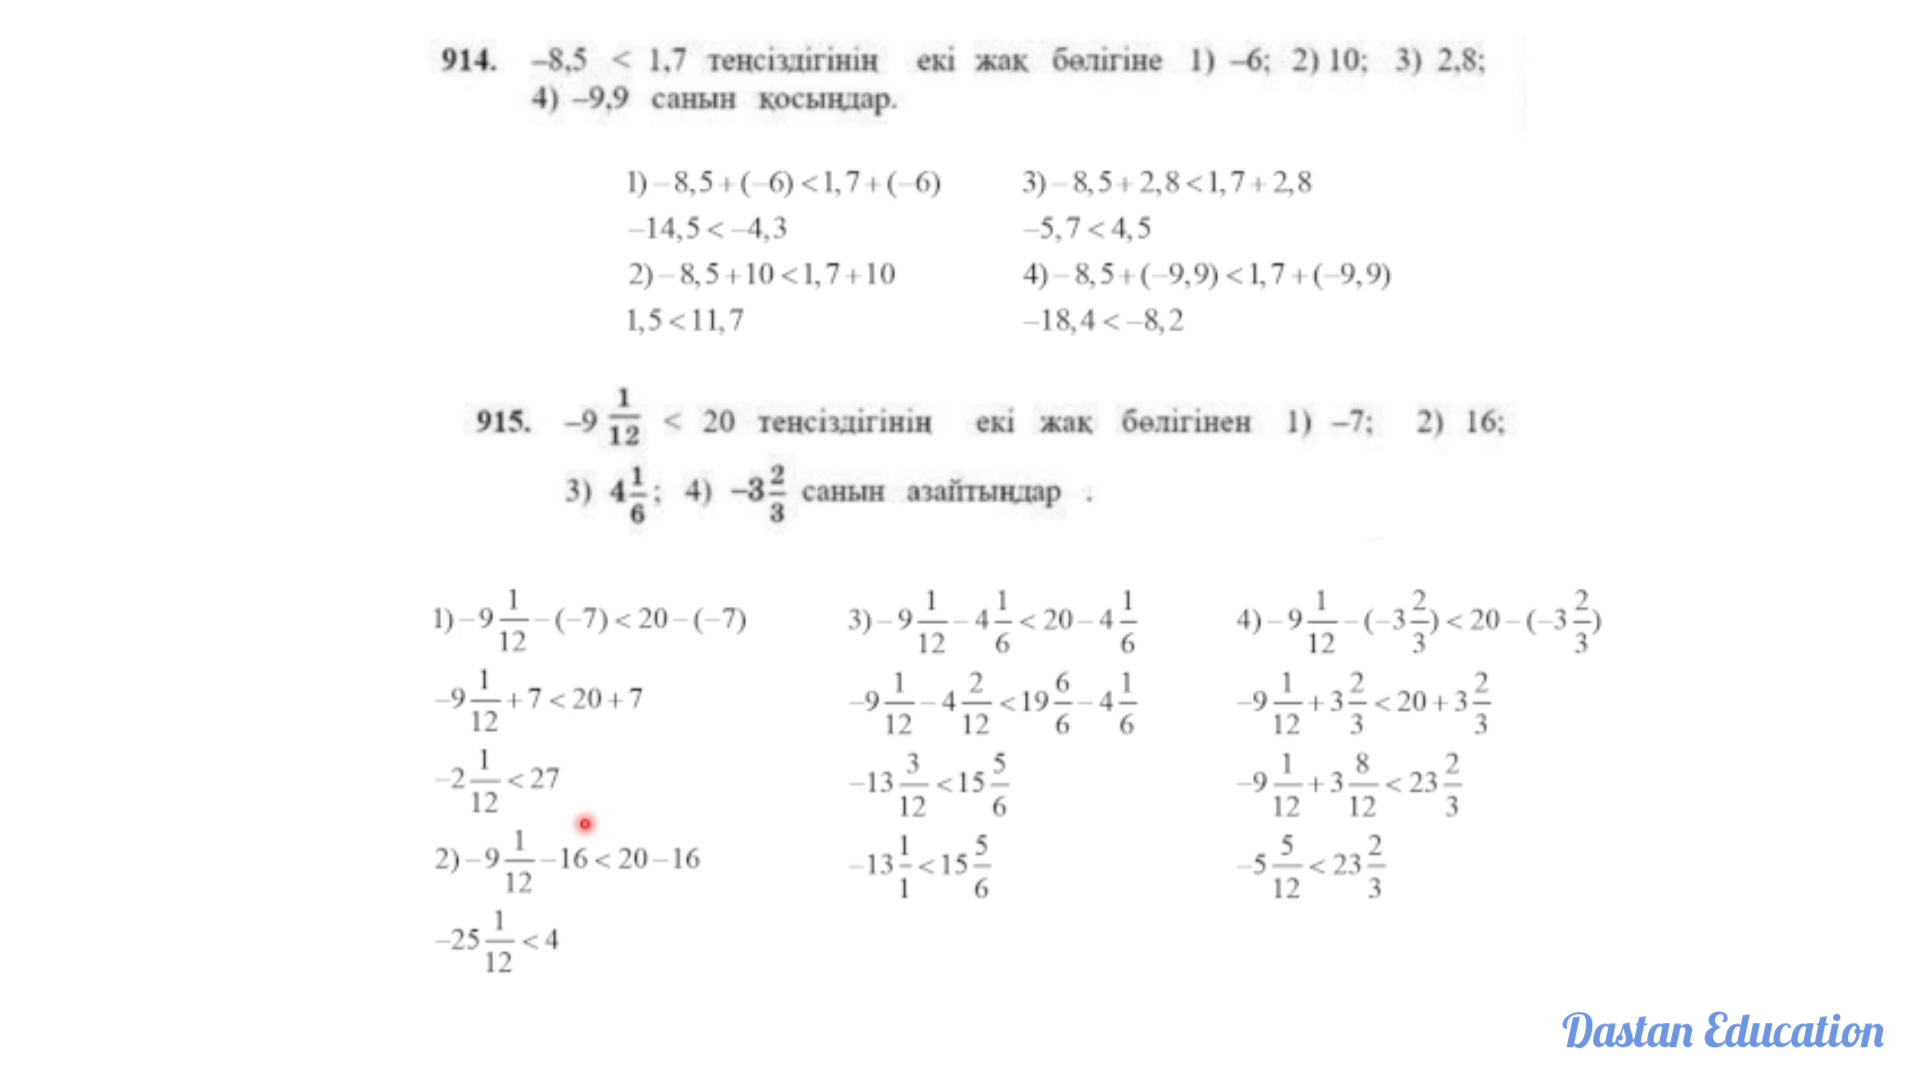 914. –8,5 < 1,7 теңсіздігінің екі жақ бөлігіне 1) –6; 2) 10; 3) 2,8;
4) –9,9 санын қосыңдар.
1) –8,5+(–6)<1,7+(–6)
–14,5<–4,3
2) –8,5+10<1,7+10
1,5<11,7
3) –8,5+2,8<1,7+2,8
–5,7<4,5
4) –8,5+(–9,9)<1,7+(–9,9)
–18,4<–8,2
915. –9 1/12 < 20 теңсіздігінің екі жақ бөлігінен 1) –7; 2) 16;
3) 4 1/6; 4) –3 2/3 санын азайтыңдар .
1) –9 1/12 –(–7)<20–(–7)
–9 1/12 +7<20+7
–2 1/12 <27
2) –9 1/12 –16<20–16
–25 1/12 <4
3) –9 1/12 –4 1/6 <20–4 1/6
–9 1/12 –4 2/12 <19 6/6 –4 1/6
–13 3/12 <15 5/6
–13 1/1 <15 5/6
4) –9 1/12 –(–3 2/3)<20–(–3 2/3)
–9 1/12 +3 2/3 <20+3 2/3
–9 1/12 +3 8/12 <23 2/3
–5 5/12 <23 2/3
Dastan Education